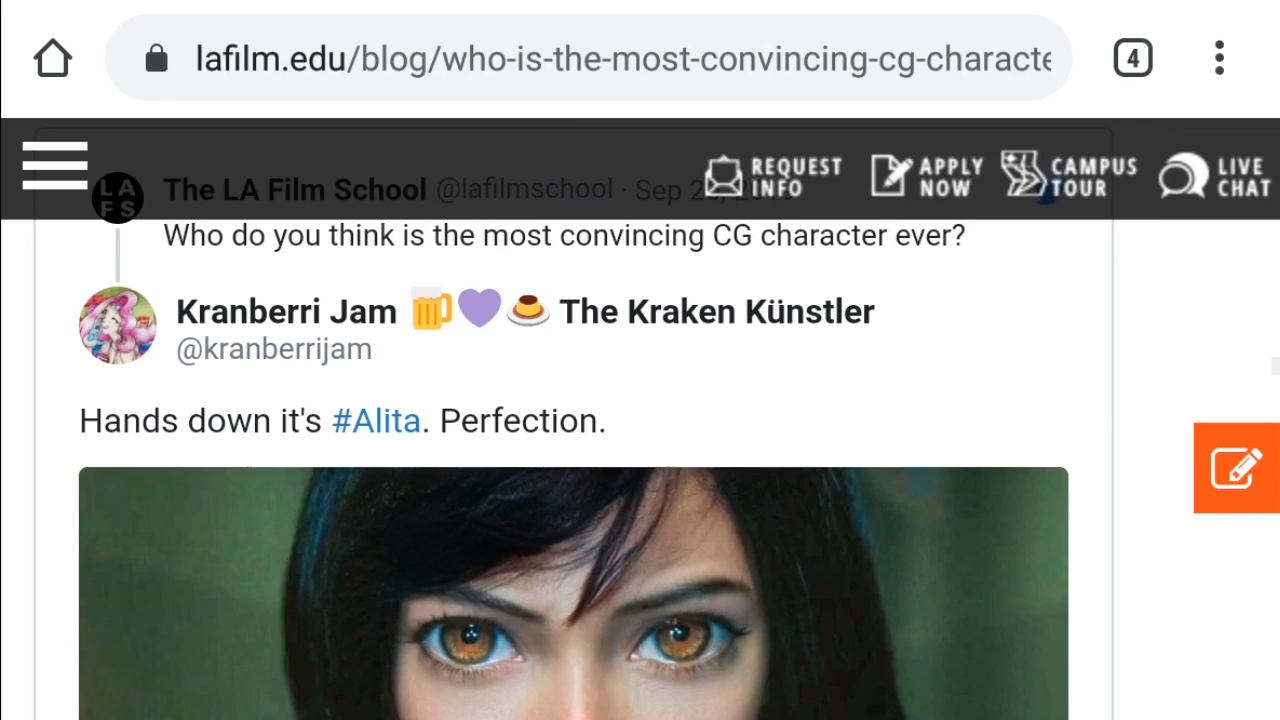 lafilm.edu/blog/who-is-the-most-convincing-cg-characte
4
REQUEST INFO
APPLY NOW
CAMPUS TOUR
LIVE CHAT
LA
FS
The LA Film School @lafilmschool · Sep
Who do you think is the most convincing CG character ever?
Kranberri Jam 🍺💜🍮 The Kraken Künstler
@kranberrijam
Hands down it's #Alita. Perfection.